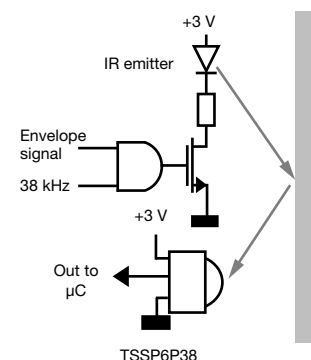 +3 V
IR emitter
Envelope
signal
38 kHz
+3 V
Out to
µC
TSSP6P38